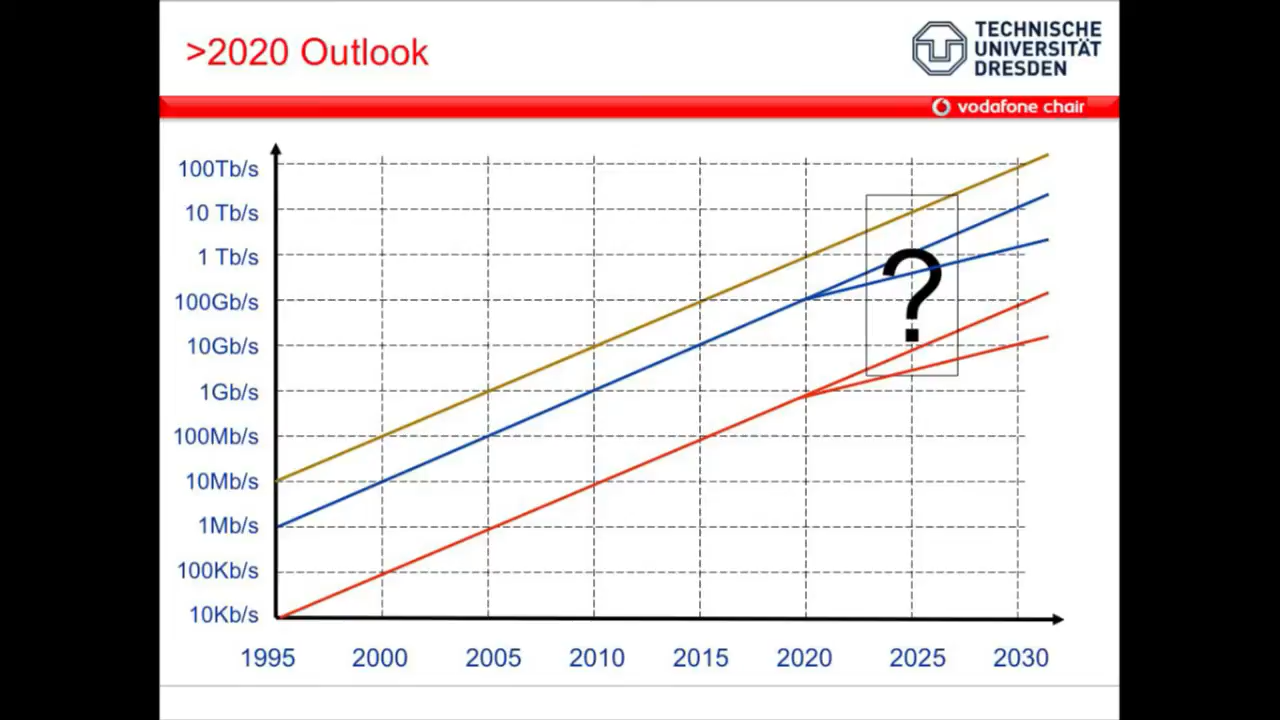 >2020 Outlook
TECHNISCHE
UNIVERSITÄT
DRESDEN
vodafone chair
100Tb/s
10 Tb/s
1 Tb/s
100Gb/s
10Gb/s
1Gb/s
100Mb/s
10Mb/s
1Mb/s
100Kb/s
10Kb/s
?
1995 2000 2005 2010 2015 2020 2025 2030